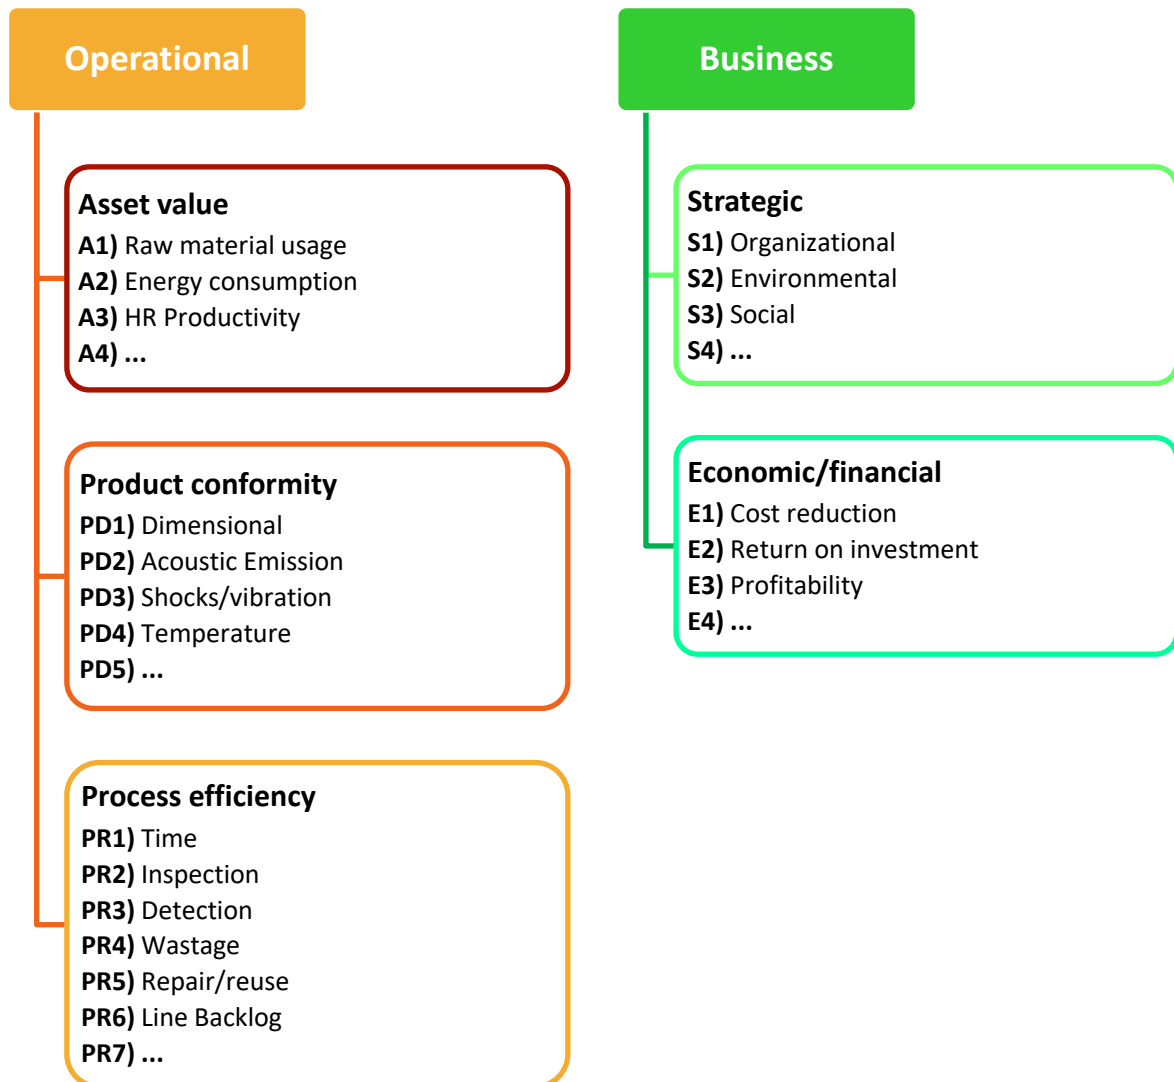 Operational
Asset value
A1) Raw material usage
A2) Energy consumption
A3) HR Productivity
A4) ...
Product conformity
PD1) Dimensional
PD2) Acoustic Emission
PD3) Shocks/vibration
PD4) Temperature
PD5) ...
Process efficiency
PR1) Time
PR2) Inspection
PR3) Detection
PR4) Wastage
PR5) Repair/reuse
PR6) Line Backlog
PR7) ...
Business
Strategic
S1) Organizational
S2) Environmental
S3) Social
S4) ...
Economic/financial
E1) Cost reduction
E2) Return on investment
E3) Profitability
E4) ...